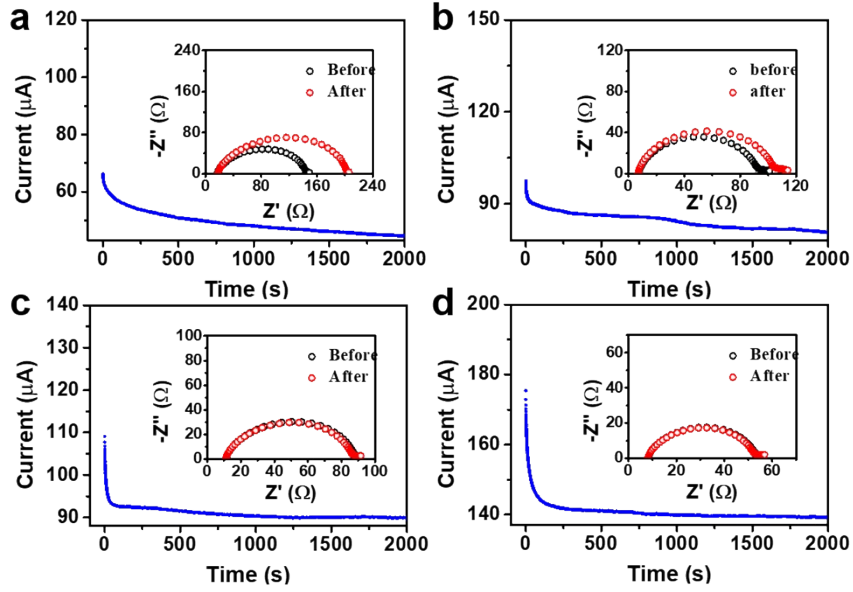 a
120
100
80
60
Current (μA)
0 500 1000 1500 2000
Time (s)
240
160
80
0
-Z'' (Ω)
0 80 160 240
Z' (Ω)
Before
After
b
150
120
90
Current (μA)
0 500 1000 1500 2000
Time (s)
120
80
40
0
-Z'' (Ω)
0 40 80 120
Z' (Ω)
before
after
c
140
130
120
110
100
90
Current (μA)
0 500 1000 1500 2000
Time (s)
100
80
60
40
20
0
-Z'' (Ω)
0 20 40 60 80 100
Z' (Ω)
Before
After
d
200
180
160
140
Current (μA)
0 500 1000 1500 2000
Time (s)
60
40
20
0
-Z'' (Ω)
0 20 40 60
Z' (Ω)
Before
After